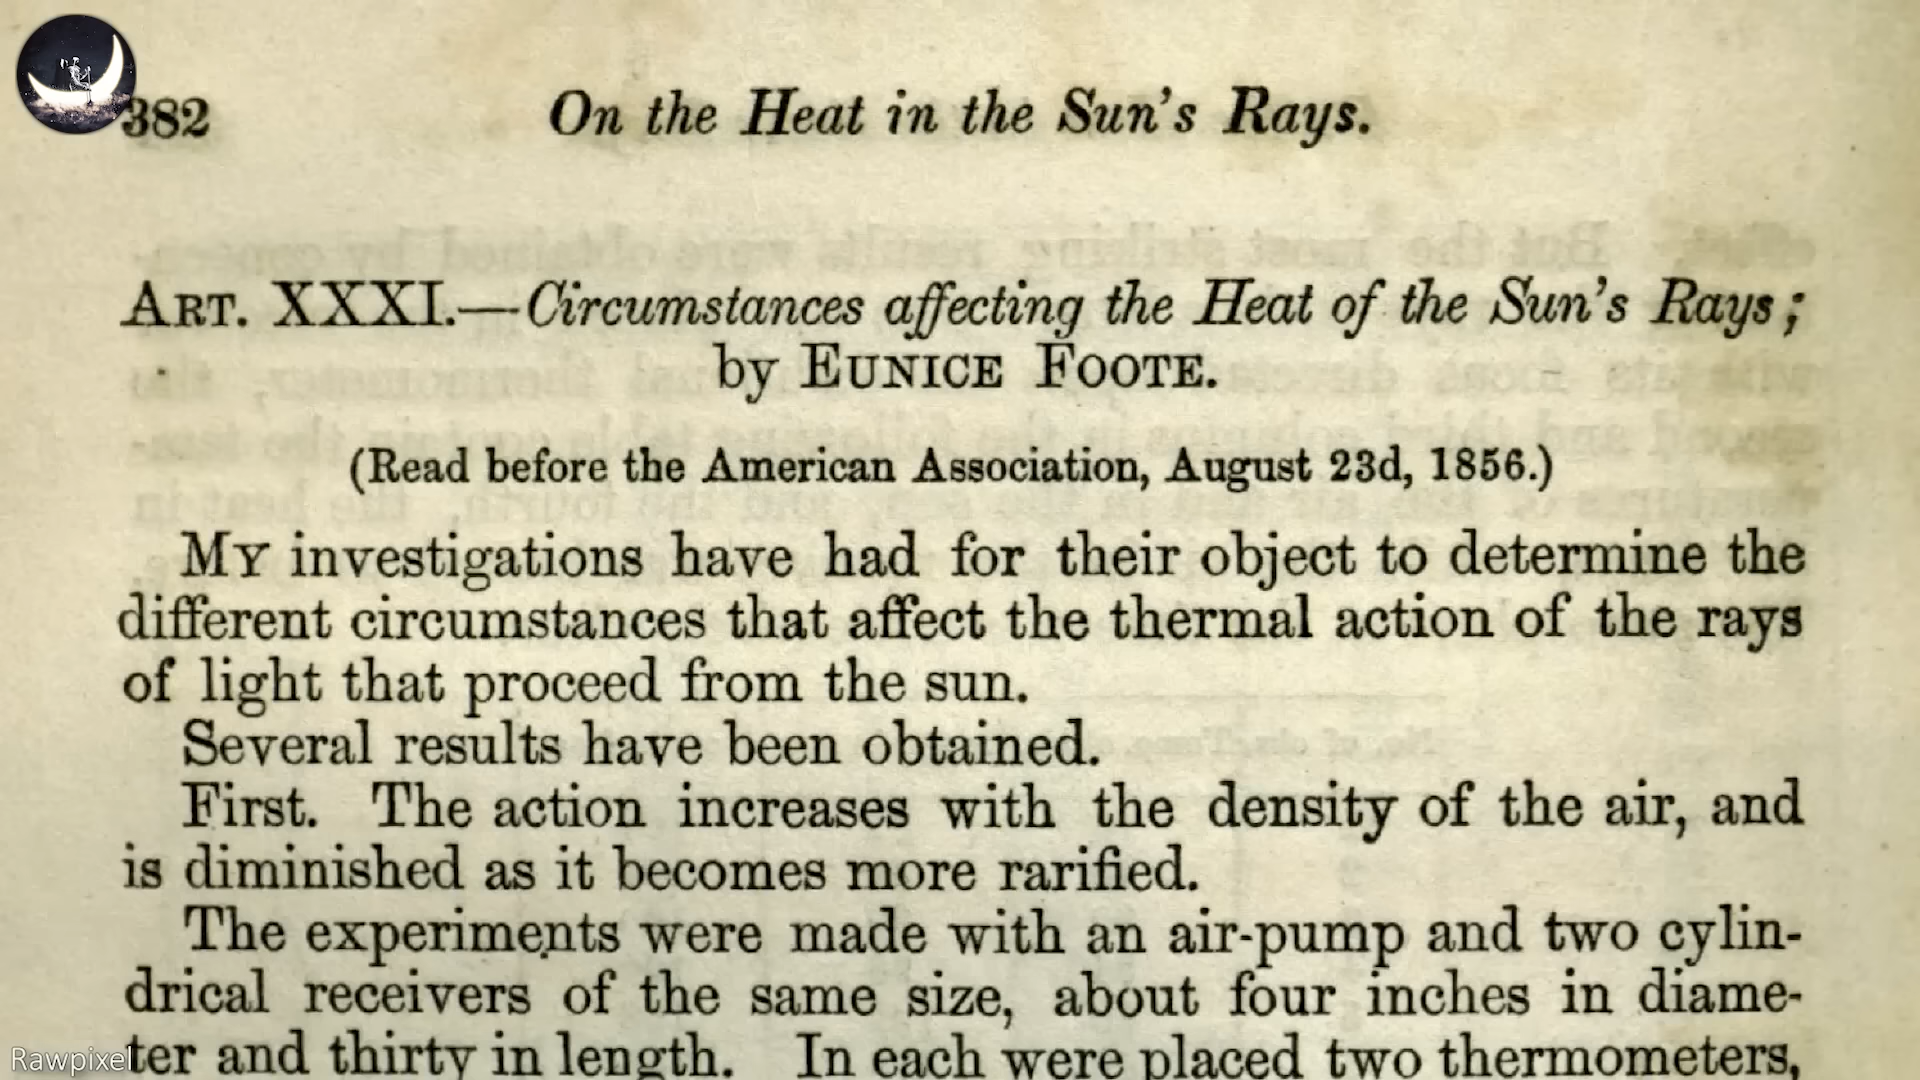 382 On the Heat in the Sun's Rays.
ART. XXXI.—Circumstances affecting the Heat of the Sun's Rays;
by EUNICE FOOTE.
(Read before the American Association, August 23d, 1856.)
MY investigations have had for their object to determine the
different circumstances that affect the thermal action of the rays
of light that proceed from the sun.
Several results have been obtained.
First. The action increases with the density of the air, and
is diminished as it becomes more rarified.
The experiments were made with an air-pump and two cylin-
drical receivers of the same size, about four inches in diame-
ter and thirty in length. In each were placed two thermometers,
Rawpixel